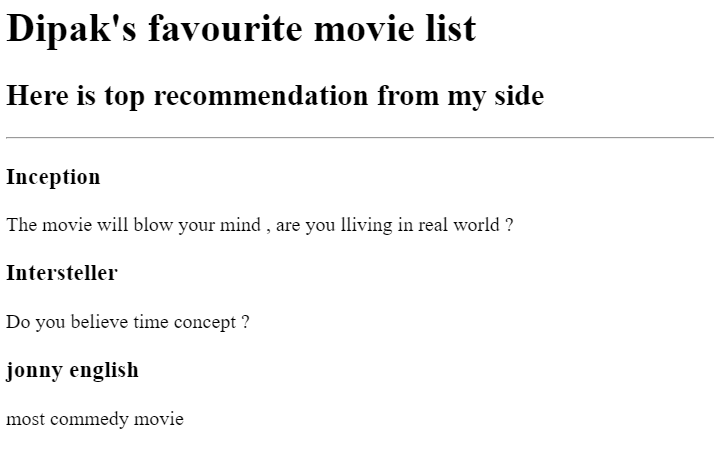 Dipak's favourite movie list
Here is top recommendation from my side
Inception
The movie will blow your mind , are you lliving in real world ?
Intersteller
Do you believe time concept ?
jonny english
most commedy movie